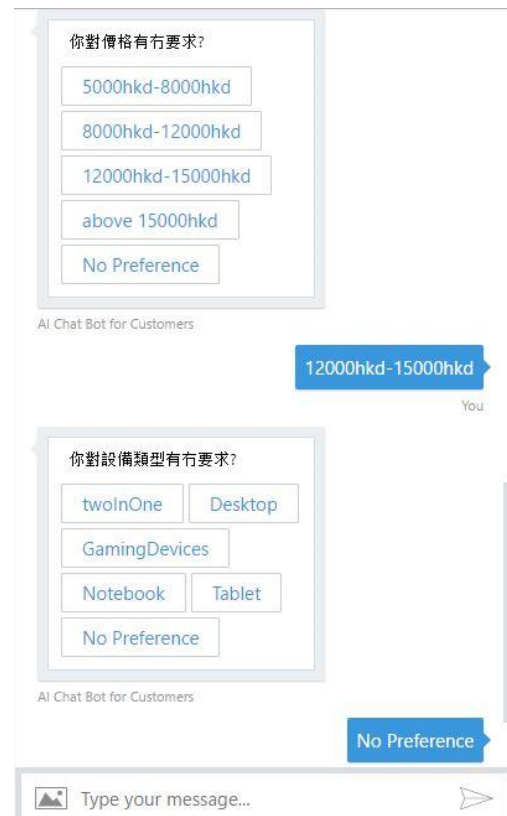 你對價格有冇要求?
5000hkd-8000hkd
8000hkd-12000hkd
12000hkd-15000hkd
above 15000hkd
No Preference
AI Chat Bot for Customers
12000hkd-15000hkd
You
你對設備類型有冇要求?
twoInOne Desktop
GamingDevices
Notebook Tablet
No Preference
AI Chat Bot for Customers
No Preference
Type your message...